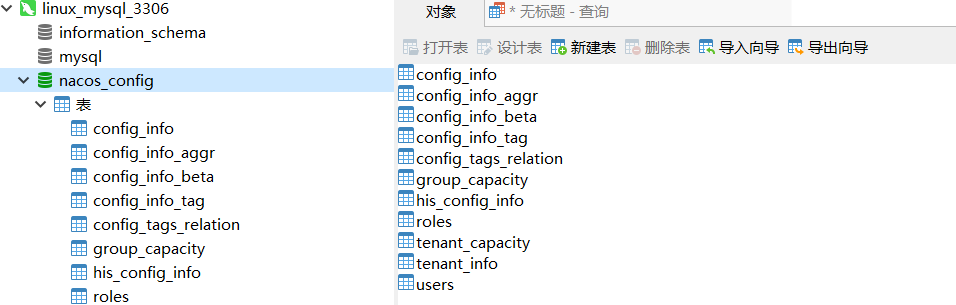 linux_mysql_3306
information_schema
mysql
nacos_config
表
config_info
config_info_aggr
config_info_beta
config_info_tag
config_tags_relation
group_capacity
his_config_info
roles
对象 * 无标题 - 查询
打开表 设计表 新建表 删除表 导入向导 导出向导
config_info
config_info_aggr
config_info_beta
config_info_tag
config_tags_relation
group_capacity
his_config_info
roles
tenant_capacity
tenant_info
users